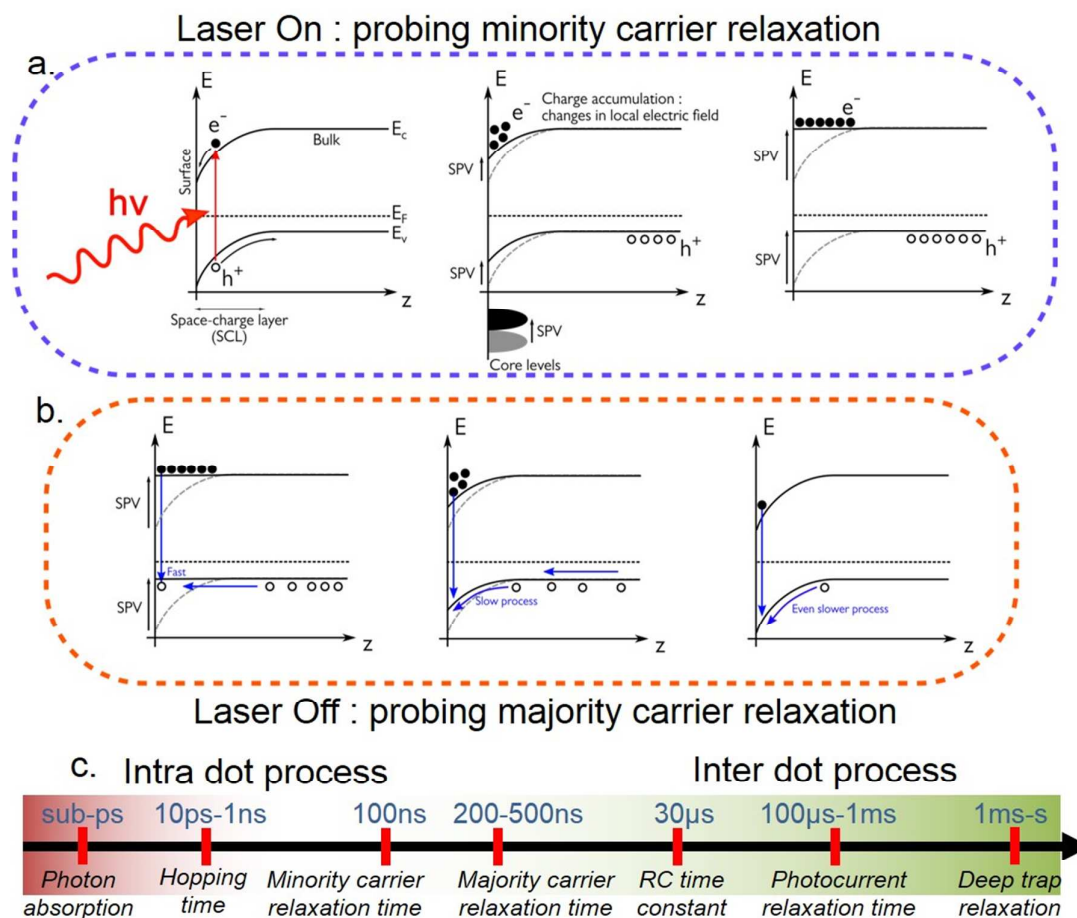 Laser On : probing minority carrier relaxation
a.
E
e⁻
Bulk
E_c
Surface
hν
E_F
E_v
h⁺
z
Space-charge layer
(SCL)
E
e⁻
Charge accumulation :
changes in local electric field
SPV
SPV
h⁺
z
SPV
Core levels
E
e⁻
SPV
SPV
h⁺
z
b.
E
SPV
Fast
SPV
z
E
Slow process
z
E
Even slower process
z
Laser Off : probing majority carrier relaxation
c.
Intra dot process
Inter dot process
sub-ps 10ps-1ns 100ns 200-500ns 30µs 100µs-1ms 1ms-s
Photon
absorption
Hopping
time
Minority carrier
relaxation time
Majority carrier
relaxation time
RC time
constant
Photocurrent
relaxation time
Deep trap
relaxation